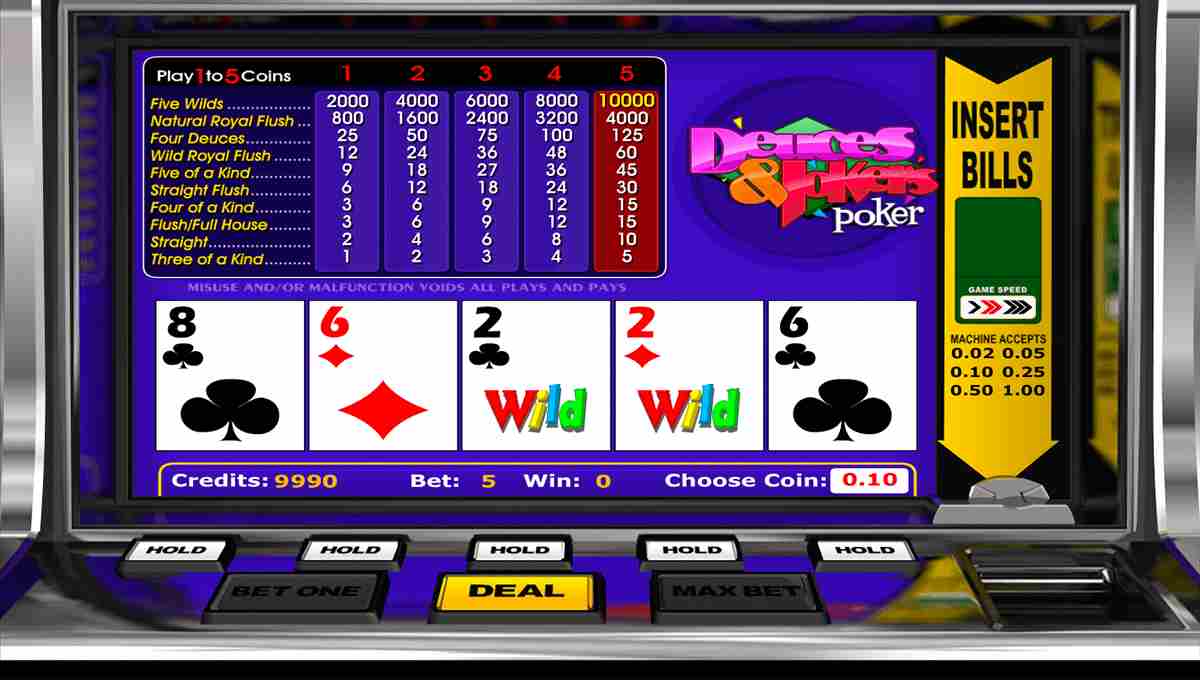 Play 1 to 5 Coins 1 2 3 4 5
Five Wilds ................. 2000 4000 6000 8000 10000
Natural Royal Flush ... 800 1600 2400 3200 4000
Four Deuces............. 25 50 75 100 125
Wild Royal Flush ........ 12 24 36 48 60
Five of a Kind............ 9 18 27 36 45
Straight Flush............ 6 12 18 24 30
Four of a Kind........... 3 6 9 12 15
Flush/Full House........ 3 6 9 12 15
Straight.................... 2 4 6 8 10
Three of a Kind.......... 1 2 3 4 5
MISUSE AND/OR MALFUNCTION VOIDS ALL PLAYS AND PAYS
Deuces
& Joker's
poker
INSERT
BILLS
GAME SPEED
MACHINE ACCEPTS
0.02 0.05
0.10 0.25
0.50 1.00
8 6 2 2 6
Wild Wild
Credits: 9990 Bet: 5 Win: 0 Choose Coin: 0.10
HOLD HOLD HOLD HOLD HOLD
BET ONE DEAL MAX BET